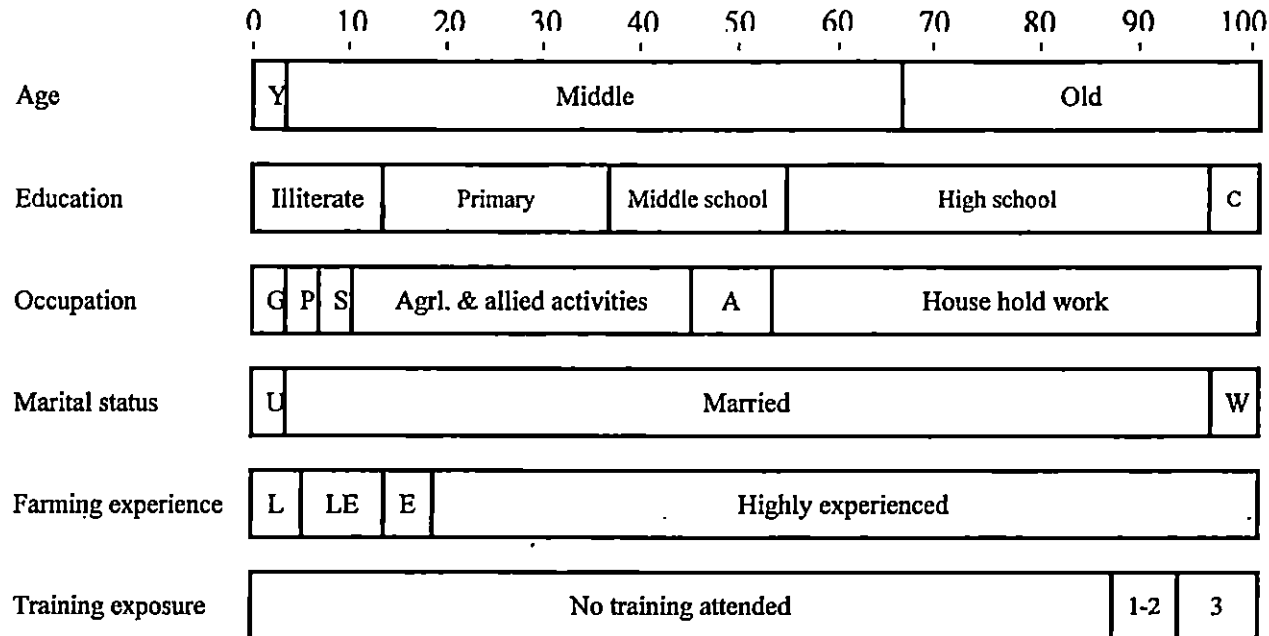 0 10 20 30 40 50 60 70 80 90 100
Age Y Middle Old
Education Illiterate Primary Middle school High school C
Occupation G P S Agrl. & allied activities A House hold work
Marital status U Married W
Farming experience L LE E Highly experienced
Training exposure No training attended 1-2 3